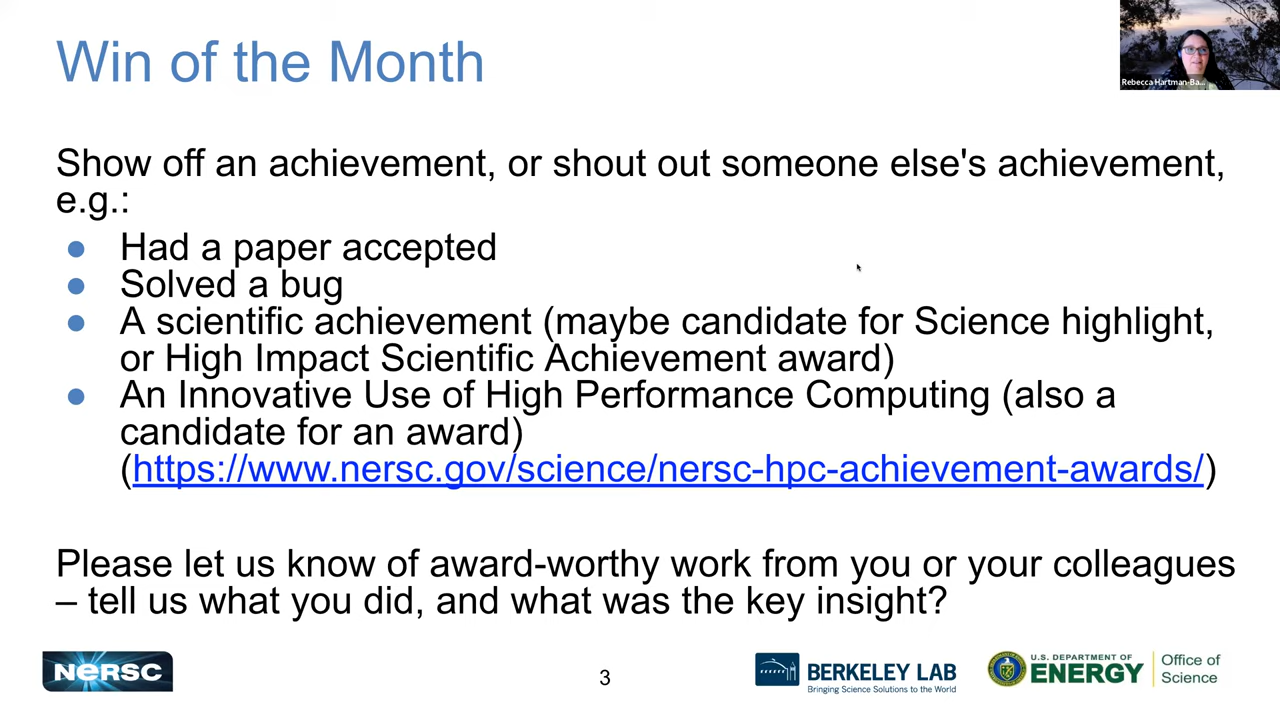 Win of the Month
Rebecca Hartman-Ba...
Show off an achievement, or shout out someone else's achievement,
e.g.:
● Had a paper accepted
● Solved a bug
● A scientific achievement (maybe candidate for Science highlight,
or High Impact Scientific Achievement award)
● An Innovative Use of High Performance Computing (also a
candidate for an award)
(https://www.nersc.gov/science/nersc-hpc-achievement-awards/)
Please let us know of award-worthy work from you or your colleagues
– tell us what you did, and what was the key insight?
NERSC
3
BERKELEY LAB
Bringing Science Solutions to the World
U.S. DEPARTMENT OF
ENERGY
Office of
Science